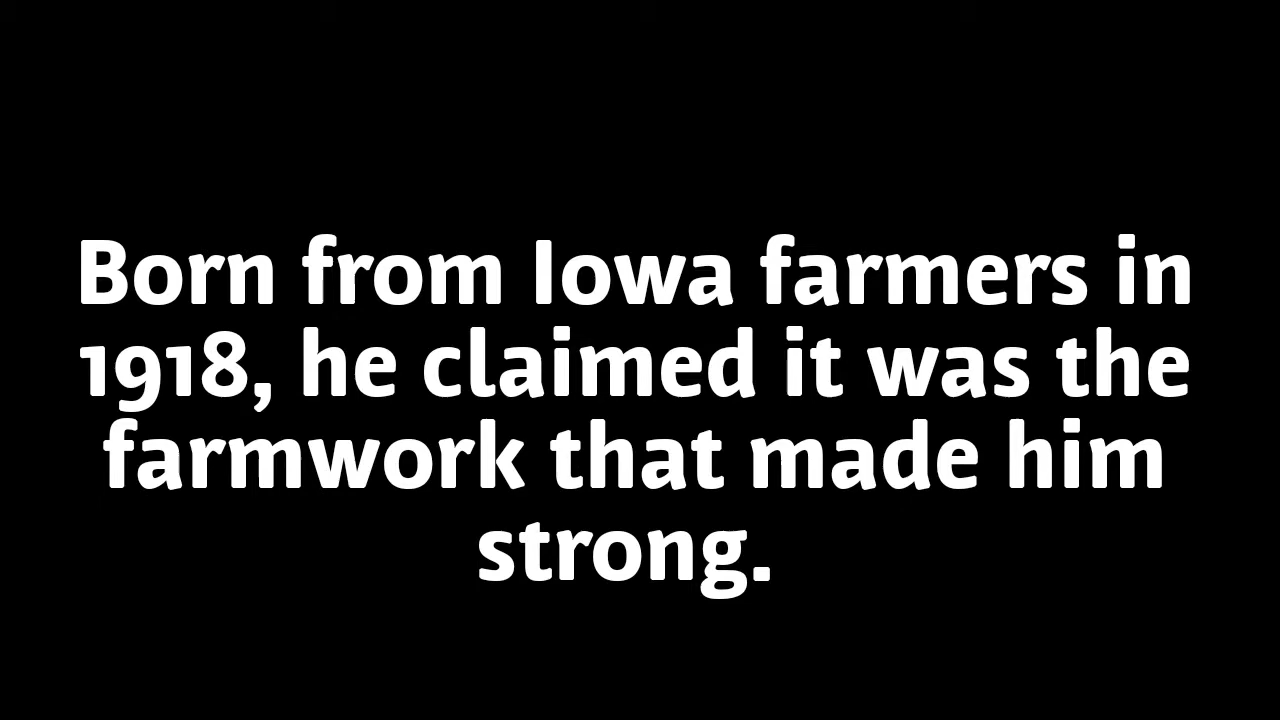 Born from Iowa farmers in
1918, he claimed it was the
farmwork that made him
strong.